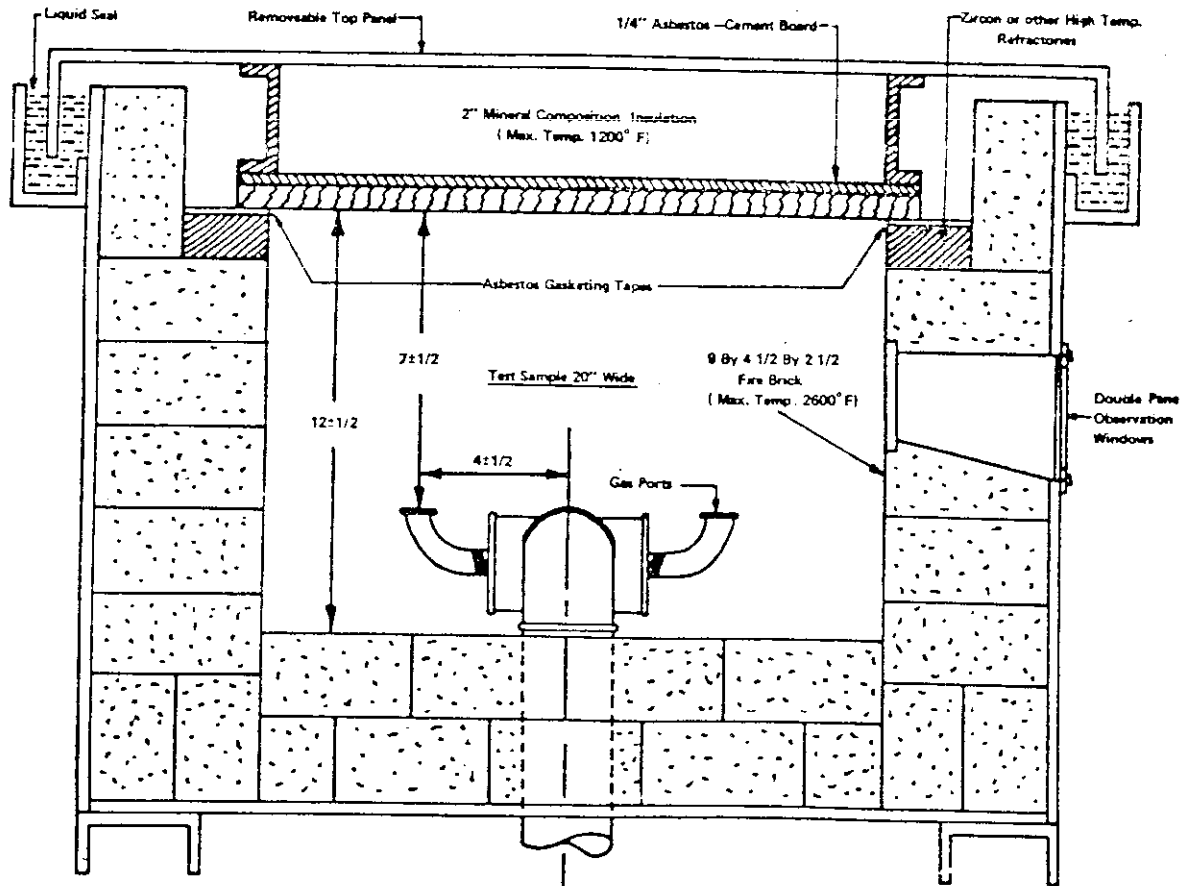 Liquid Seal
Removeable Top Panel
1/4" Asbestos -Cement Board
Zircon or other High Temp.
Refractories
2" Mineral Composition Insulation
( Max. Temp. 1200° F)
Asbestos Gasketing Tapes
7±1/2
9 By 4 1/2 By 2 1/2
Fire Brick
( Max. Temp. 2600° F)
Test Sample 20" Wide
Double Pane
Observation
Windows
12±1/2
4±1/2
Gas Ports